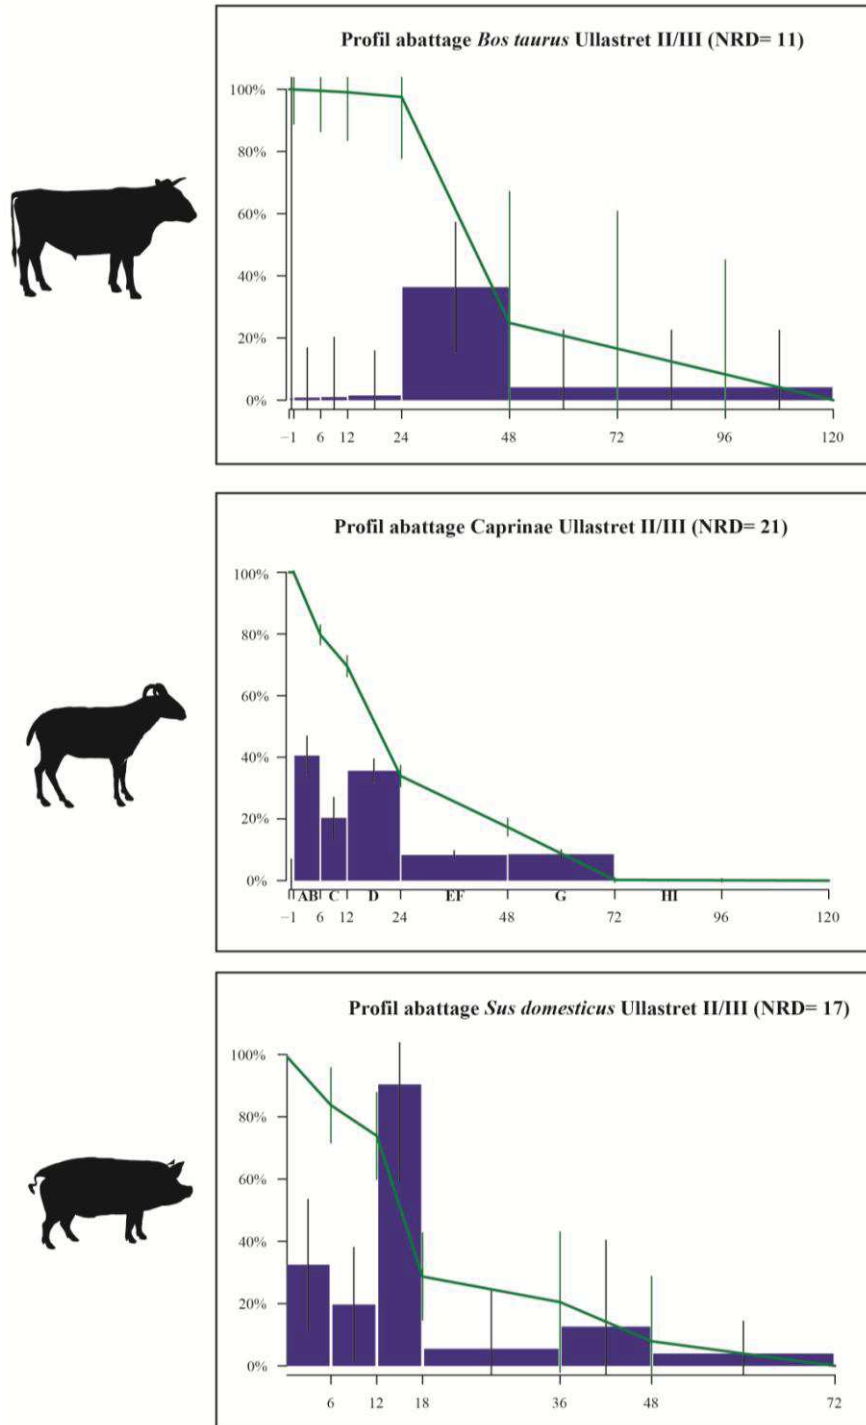 Profil abattage Bos taurus Ullastret II/III (NRD= 11)
100%
80%
60%
40%
20%
0%
−1 6 12 24 48 72 96 120
Profil abattage Caprinae Ullastret II/III (NRD= 21)
100%
80%
60%
40%
20%
0%
AB C D EF G HI
−1 6 12 24 48 72 96 120
Profil abattage Sus domesticus Ullastret II/III (NRD= 17)
100%
80%
60%
40%
20%
0%
6 12 18 36 48 72